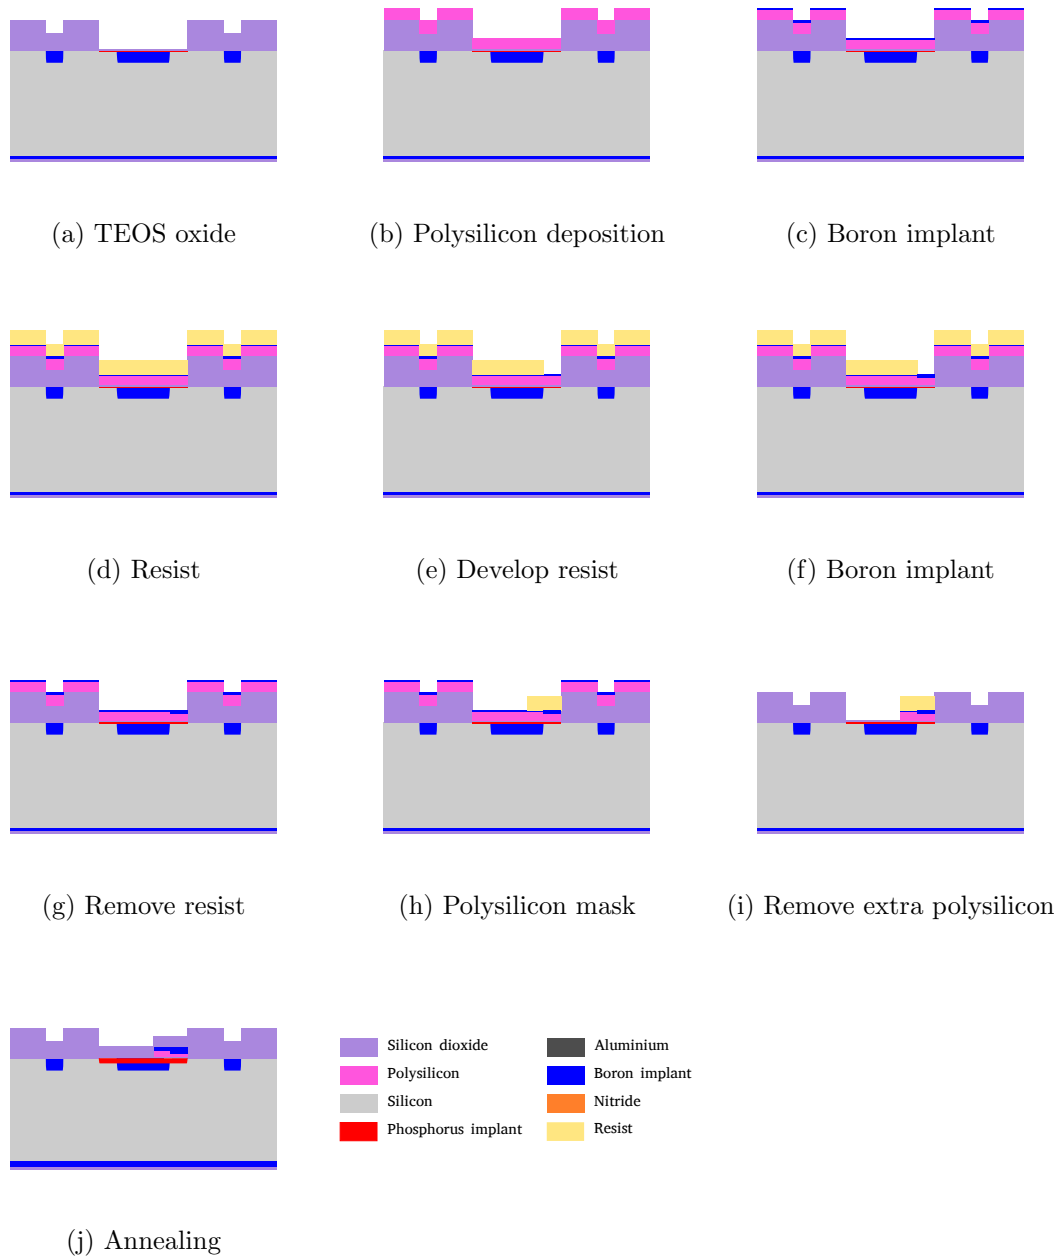 (a) TEOS oxide
(b) Polysilicon deposition
(c) Boron implant
(d) Resist
(e) Develop resist
(f) Boron implant
(g) Remove resist
(h) Polysilicon mask
(i) Remove extra polysilicon
Silicon dioxide
Polysilicon
Silicon
Phosphorus implant
Aluminium
Boron implant
Nitride
Resist
(j) Annealing